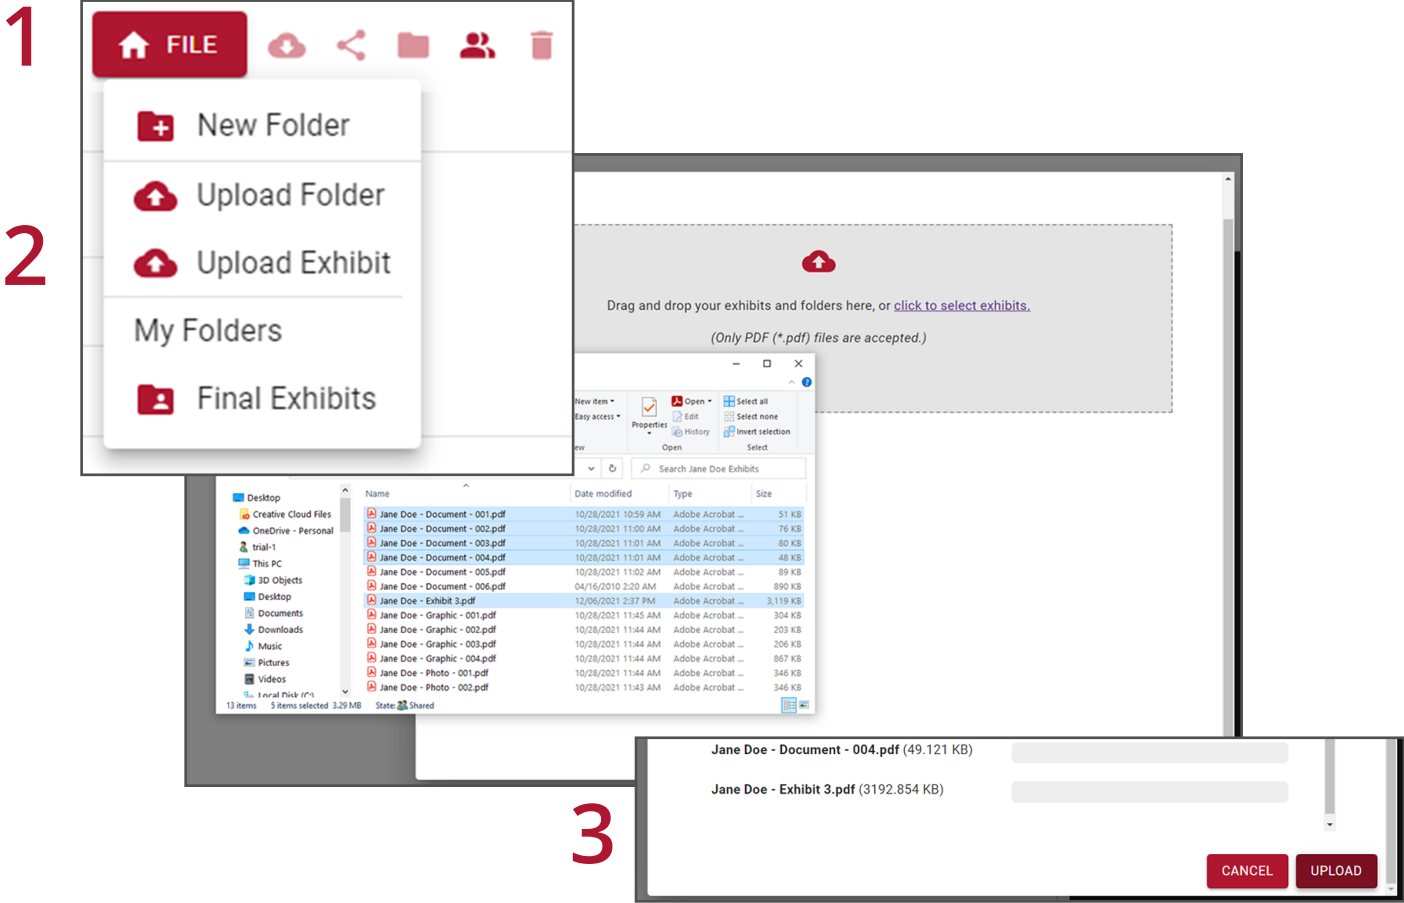 1
FILE
New Folder
2
Upload Folder
Upload Exhibit
My Folders
Final Exhibits
Drag and drop your exhibits and folders here, or click to select exhibits.
(Only PDF (*.pdf) files are accepted.)
New item
Easy access
ew
Properties
Open
Edit
History
Open
Select all
Select none
Invert selection
Select
Search Jane Doe Exhibits
Desktop
Creative Cloud Files
OneDrive - Personal
trial-1
This PC
3D Objects
Desktop
Documents
Downloads
Music
Pictures
Videos
Local Disk (C:)
Name Date modified Type Size
Jane Doe - Document - 001.pdf 10/28/2021 10:59 AM Adobe Acrobat ... 51 KB
Jane Doe - Document - 002.pdf 10/28/2021 11:00 AM Adobe Acrobat ... 76 KB
Jane Doe - Document - 003.pdf 10/28/2021 11:01 AM Adobe Acrobat ... 80 KB
Jane Doe - Document - 004.pdf 10/28/2021 11:01 AM Adobe Acrobat ... 48 KB
Jane Doe - Document - 005.pdf 10/28/2021 11:02 AM Adobe Acrobat ... 89 KB
Jane Doe - Document - 006.pdf 04/16/2010 2:20 AM Adobe Acrobat ... 890 KB
Jane Doe - Exhibit 3.pdf 12/06/2021 2:37 PM Adobe Acrobat ... 3,119 KB
Jane Doe - Graphic - 001.pdf 10/28/2021 11:45 AM Adobe Acrobat ... 304 KB
Jane Doe - Graphic - 002.pdf 10/28/2021 11:44 AM Adobe Acrobat ... 203 KB
Jane Doe - Graphic - 003.pdf 10/28/2021 11:44 AM Adobe Acrobat ... 206 KB
Jane Doe - Graphic - 004.pdf 10/28/2021 11:44 AM Adobe Acrobat ... 867 KB
Jane Doe - Photo - 001.pdf 10/28/2021 11:44 AM Adobe Acrobat ... 346 KB
Jane Doe - Photo - 002.pdf 10/28/2021 11:43 AM Adobe Acrobat ... 346 KB
13 items 5 items selected 3.29 MB State: Shared
3
Jane Doe - Document - 004.pdf (49.121 KB)
Jane Doe - Exhibit 3.pdf (3192.854 KB)
CANCEL UPLOAD